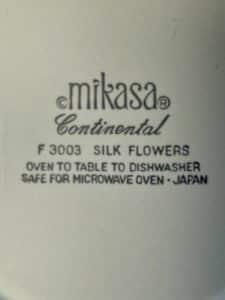 ©mikasa®
Continental
F 3003 SILK FLOWERS
OVEN TO TABLE TO DISHWASHER
SAFE FOR MICROWAVE OVEN · JAPAN